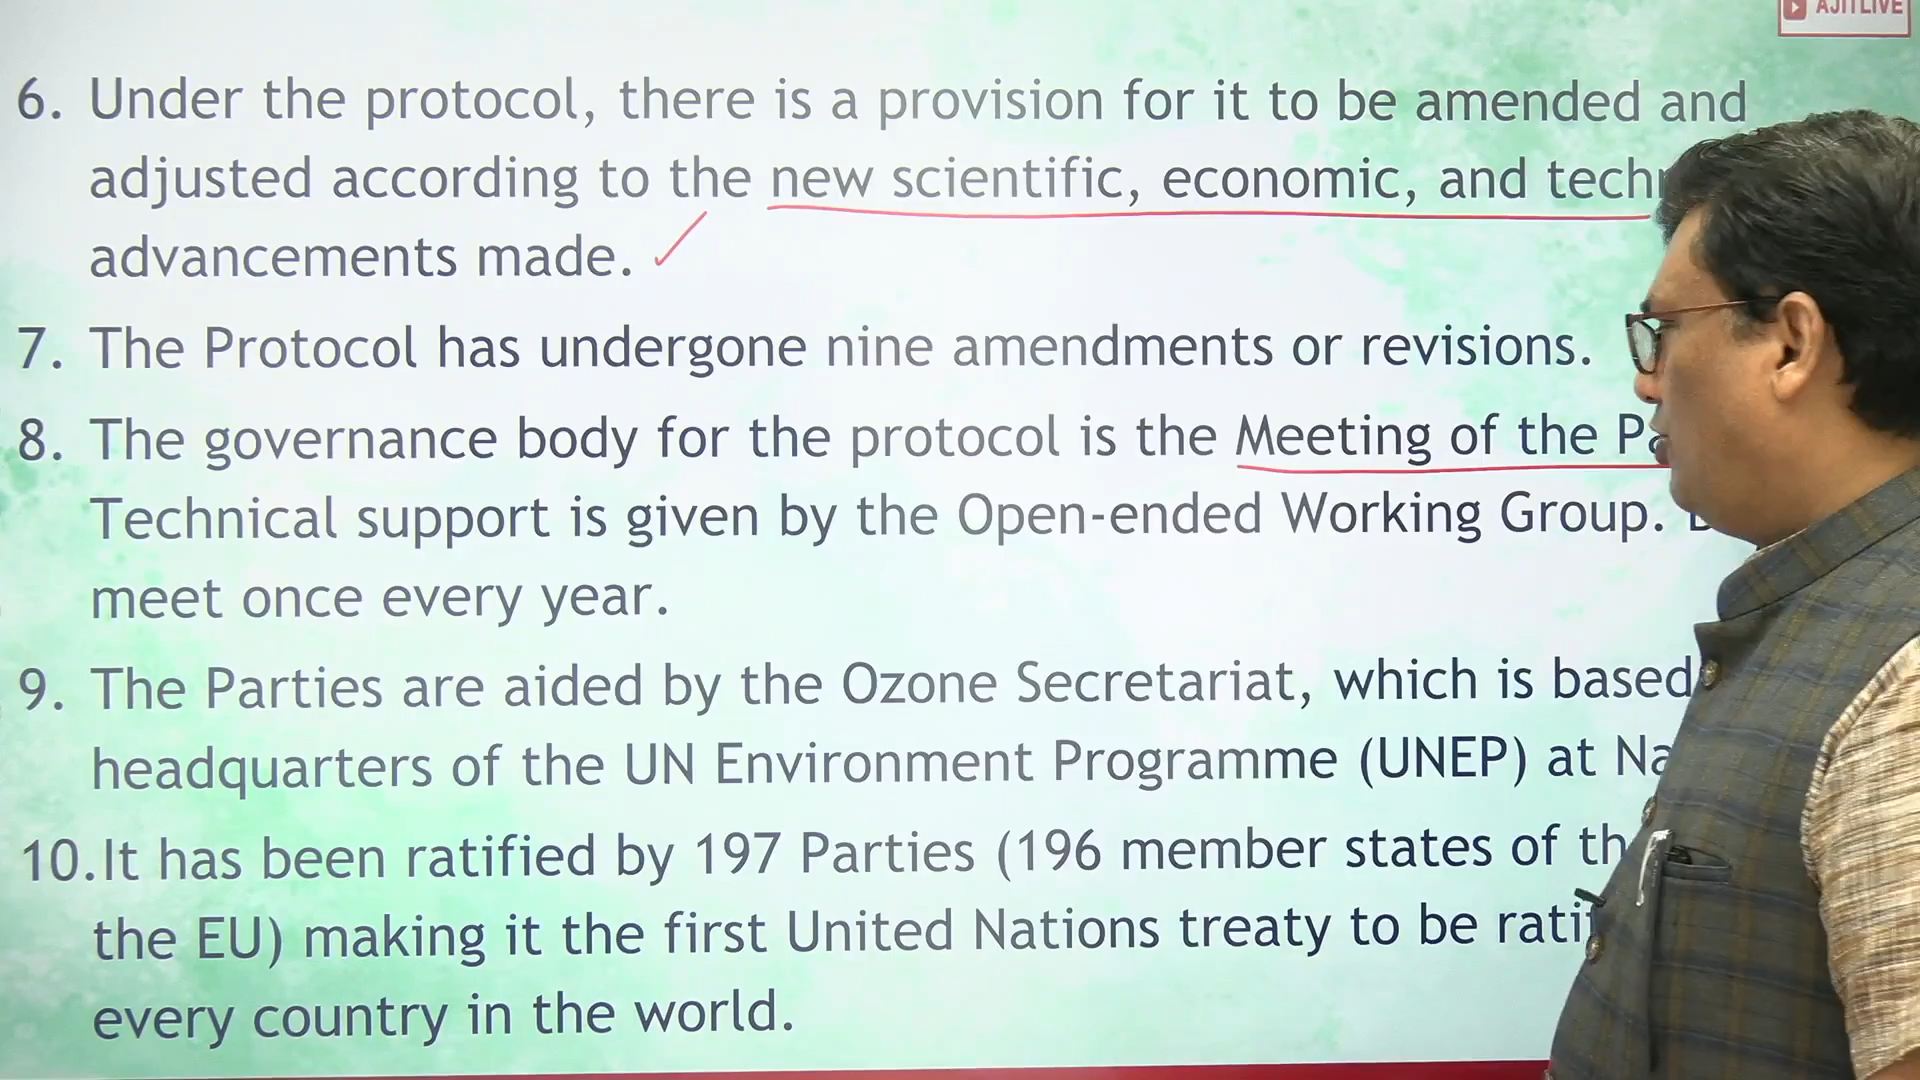 AJITLIVE
6. Under the protocol, there is a provision for it to be amended and
adjusted according to the new scientific, economic, and
advancements made.
7. The Protocol has undergone nine amendments or revisions.
8. The governance body for the protocol is the Meeting of the
Technical support is given by the Open-ended Working Group.
meet once every year.
9. The Parties are aided by the Ozone Secretariat, which is based
headquarters of the UN Environment Programme (UNEP) at
10.It has been ratified by 197 Parties (196 member states of
the EU) making it the first United Nations treaty to be
every country in the world.